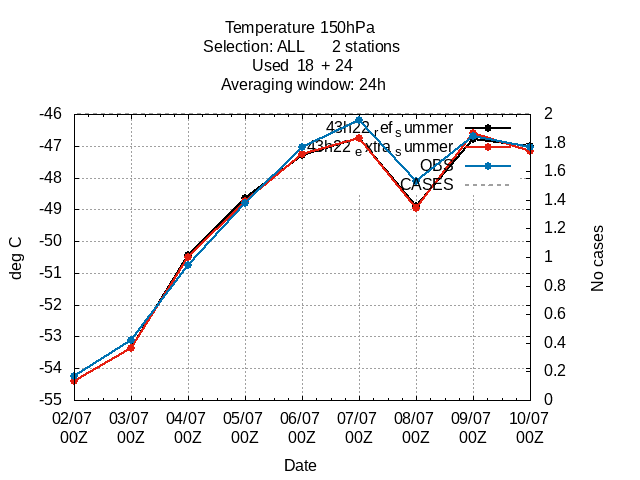 Temperature 150hPa
Selection: ALL 2 stations
Used 18 + 24
Averaging window: 24h
-46
-47
-48
-49
-50
-51
-52
-53
-54
-55
deg C
2
1.8
1.6
1.4
1.2
1
0.8
0.6
0.4
0.2
0
No cases
43h22refsummer
43h22extrasummer
OBS
CASES
02/07 03/07 04/07 05/07 06/07 07/07 08/07 09/07 10/07
00Z 00Z 00Z 00Z 00Z 00Z 00Z 00Z 00Z
Date